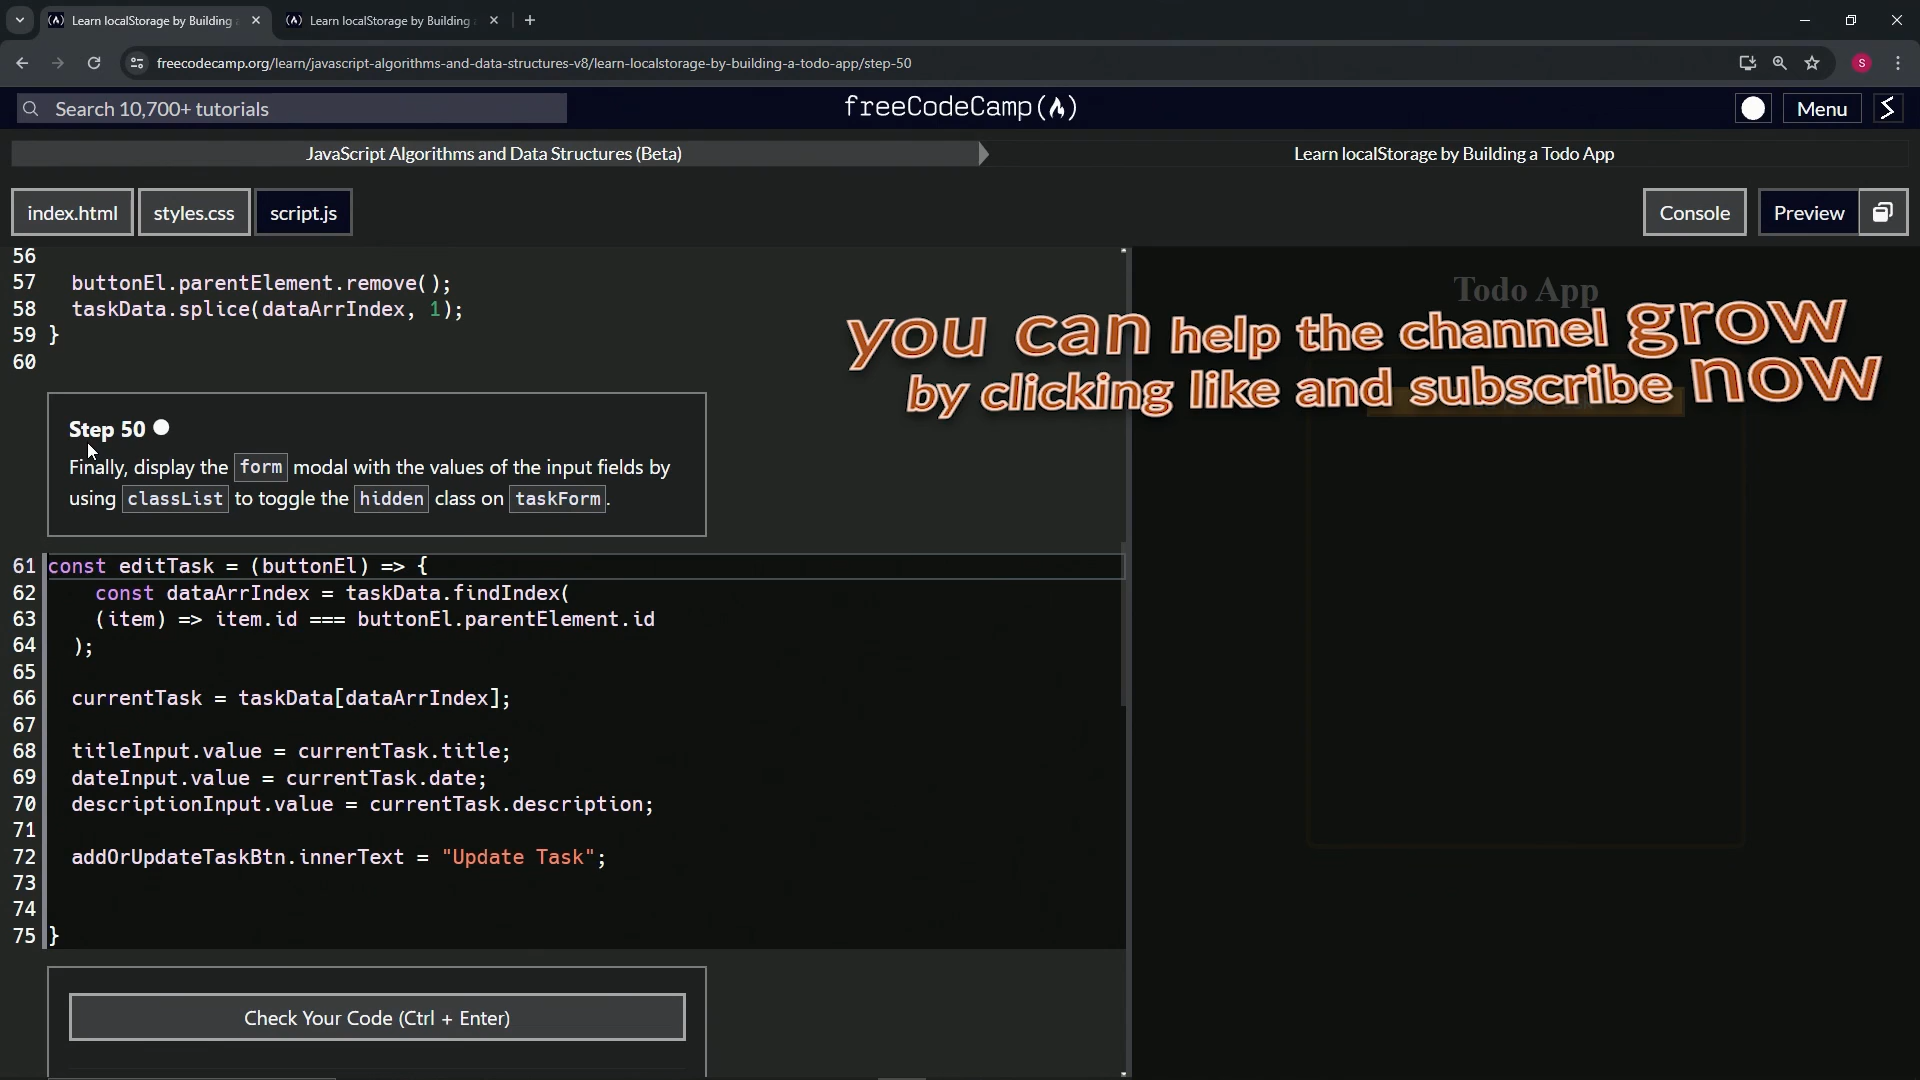 Learn localStorage by Building
Learn localStorage by Building
freecodecamp.org/learn/javascript-algorithms-and-data-structures-v8/learn-localstorage-by-building-a-todo-app/step-50
S
Search 10,700+ tutorials
freeCodeCamp
Menu
JavaScript Algorithms and Data Structures (Beta)
Learn localStorage by Building a Todo App
index.html
styles.css
script.js
Console
Preview
56
57 buttonEl.parentElement.remove();
58 taskData.splice(dataArrIndex, 1);
59 }
60
Todo App
you can help the channel grow
by clicking like and subscribe now
Step 50
Finally, display the form modal with the values of the input fields by
using classList to toggle the hidden class on taskForm.
61 const editTask = (buttonEl) => {
62 const dataArrIndex = taskData.findIndex(
63 (item) => item.id === buttonEl.parentElement.id
64 );
65
66 currentTask = taskData[dataArrIndex];
67
68 titleInput.value = currentTask.title;
69 dateInput.value = currentTask.date;
70 descriptionInput.value = currentTask.description;
71
72 addOrUpdateTaskBtn.innerText = "Update Task";
73
74
75 }
Check Your Code (Ctrl + Enter)